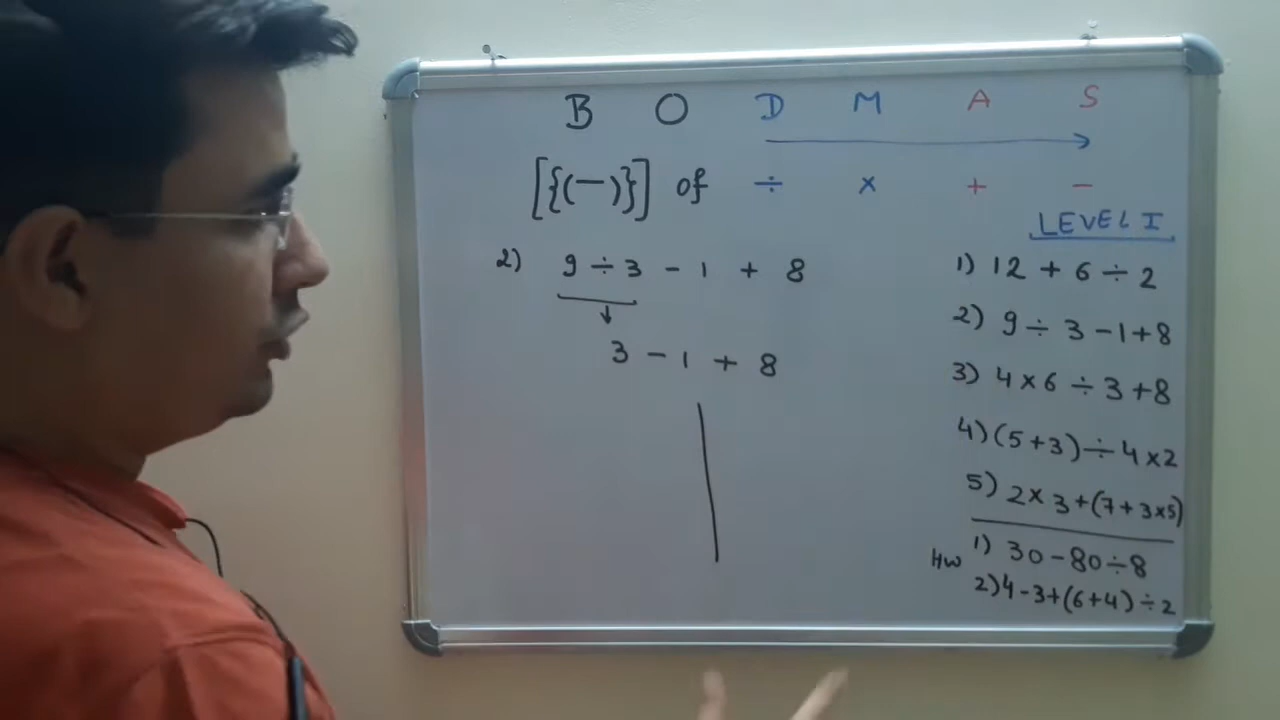 B O D M A S
[{(—)}] of ÷ × + −
LEVEL I
2) 9 ÷ 3 − 1 + 8
3 − 1 + 8
1) 12 + 6 ÷ 2
2) 9 ÷ 3 − 1 + 8
3) 4 × 6 ÷ 3 + 8
4) (5 + 3) ÷ 4 × 2
5) 2 × 3 + (7 + 3 × 5)
HW 1) 30 − 80 ÷ 8
2) 4 − 3 + (6 + 4) ÷ 2